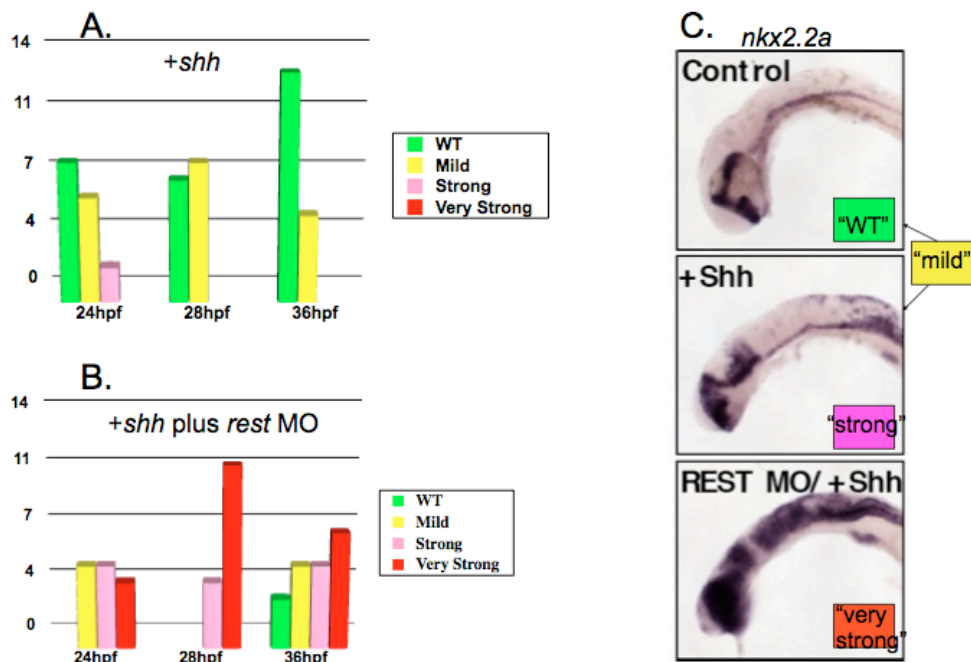 A.
+shh
14
11
7
4
0
24hpf
28hpf
36hpf
WT
Mild
Strong
Very Strong
B.
+shh plus rest MO
14
11
7
4
0
24hpf
28hpf
36hpf
WT
Mild
Strong
Very Strong
C.
nkx2.2a
Control
“WT”
“mild”
+Shh
“strong”
REST MO/ +Shh
“very
strong”